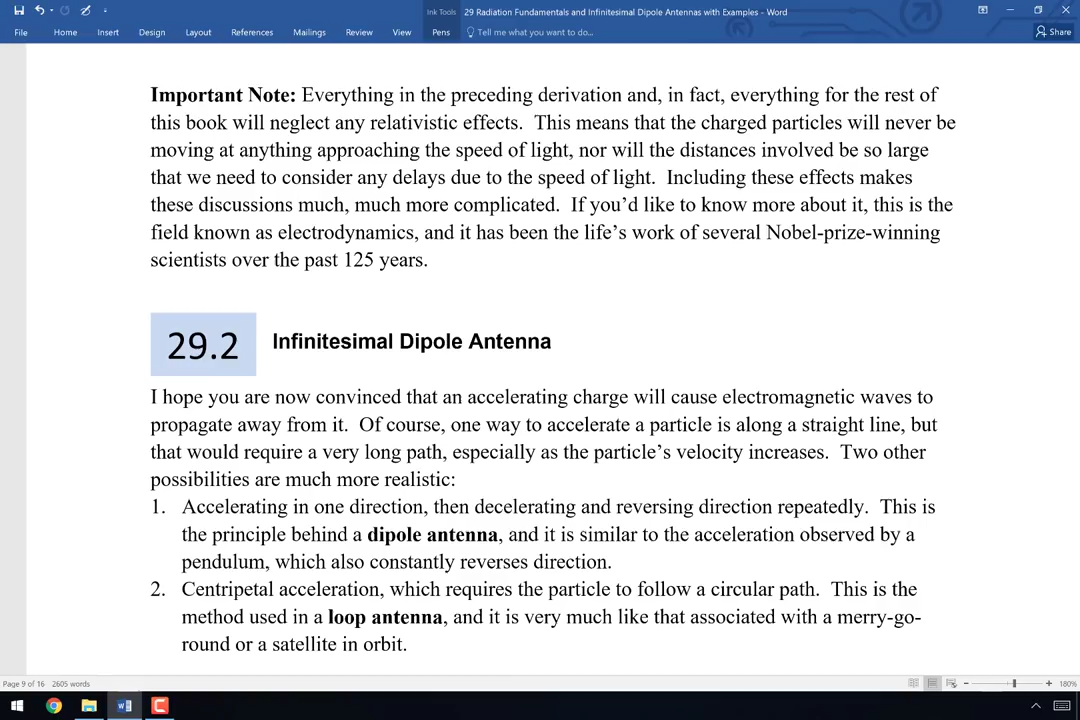 Ink Tools
29 Radiation Fundamentals and Infinitesimal Dipole Antennas with Examples - Word
File Home Insert Design Layout References Mailings Review View Pens Tell me what you want to do... Share
Important Note: Everything in the preceding derivation and, in fact, everything for the rest of
this book will neglect any relativistic effects. This means that the charged particles will never be
moving at anything approaching the speed of light, nor will the distances involved be so large
that we need to consider any delays due to the speed of light. Including these effects makes
these discussions much, much more complicated. If you’d like to know more about it, this is the
field known as electrodynamics, and it has been the life’s work of several Nobel-prize-winning
scientists over the past 125 years.
29.2 Infinitesimal Dipole Antenna
I hope you are now convinced that an accelerating charge will cause electromagnetic waves to
propagate away from it. Of course, one way to accelerate a particle is along a straight line, but
that would require a very long path, especially as the particle’s velocity increases. Two other
possibilities are much more realistic:
1. Accelerating in one direction, then decelerating and reversing direction repeatedly. This is
the principle behind a dipole antenna, and it is similar to the acceleration observed by a
pendulum, which also constantly reverses direction.
2. Centripetal acceleration, which requires the particle to follow a circular path. This is the
method used in a loop antenna, and it is very much like that associated with a merry-go-
round or a satellite in orbit.
Page 9 of 16 2605 words 180%